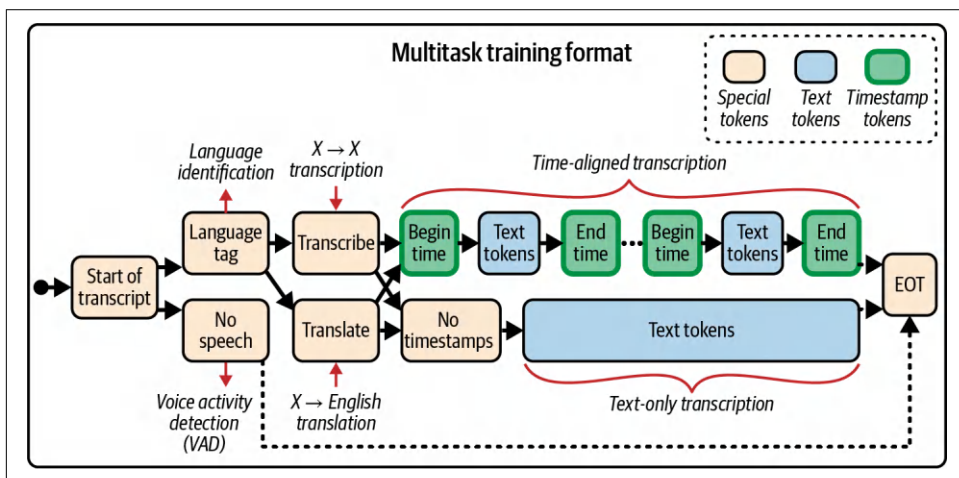 Multitask training format
Special
tokens
Text
tokens
Timestamp
tokens
Language
identification
X → X
transcription
Time-aligned transcription
Start of
transcript
Language
tag
Transcribe
Begin
time
Text
tokens
End
time
...
Begin
time
Text
tokens
End
time
EOT
No
speech
Translate
No
timestamps
Text tokens
Voice activity
detection
(VAD)
X → English
translation
Text-only transcription